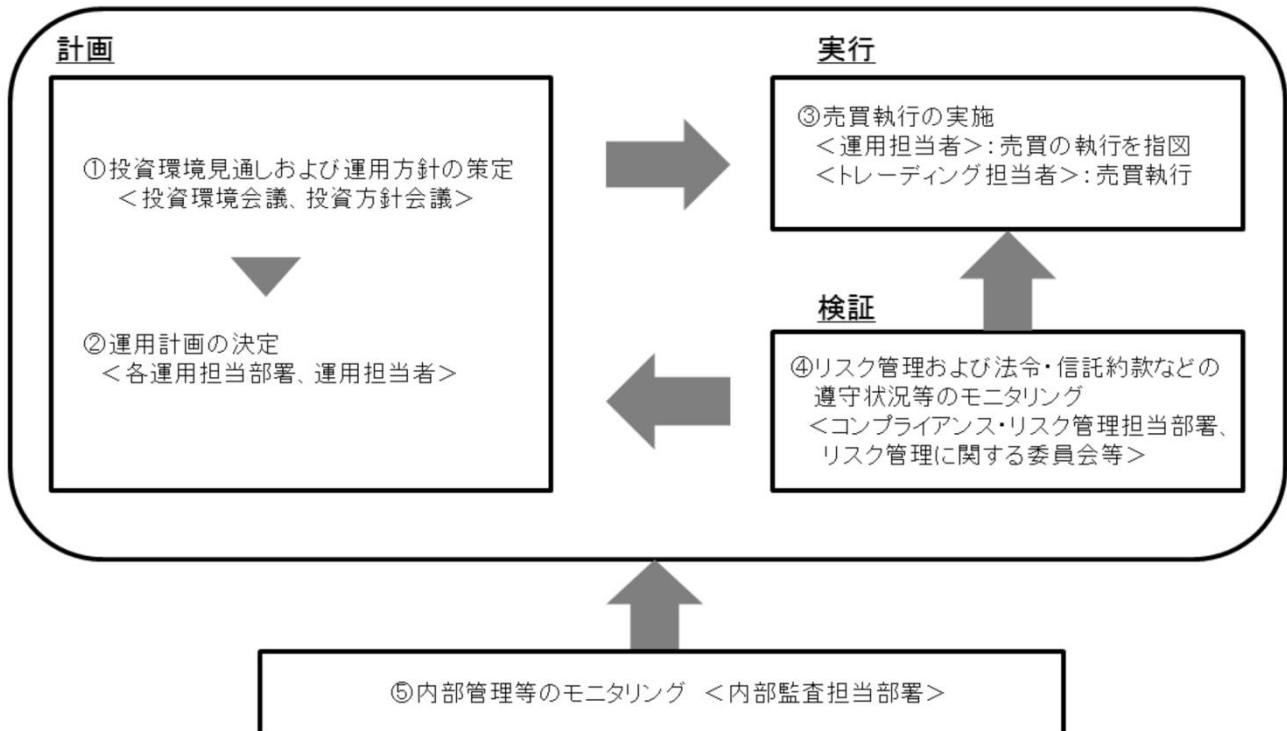 計画
①投資環境見通しおよび運用方針の策定
<投資環境会議、投資方針会議>
②運用計画の決定
<各運用担当部署、運用担当者>
実行
③売買執行の実施
<運用担当者>:売買の執行を指図
<トレーディング担当者>:売買執行
検証
④リスク管理および法令・信託約款などの
遵守状況等のモニタリング
<コンプライアンス・リスク管理担当部署、
リスク管理に関する委員会等>
⑤内部管理等のモニタリング <内部監査担当部署>